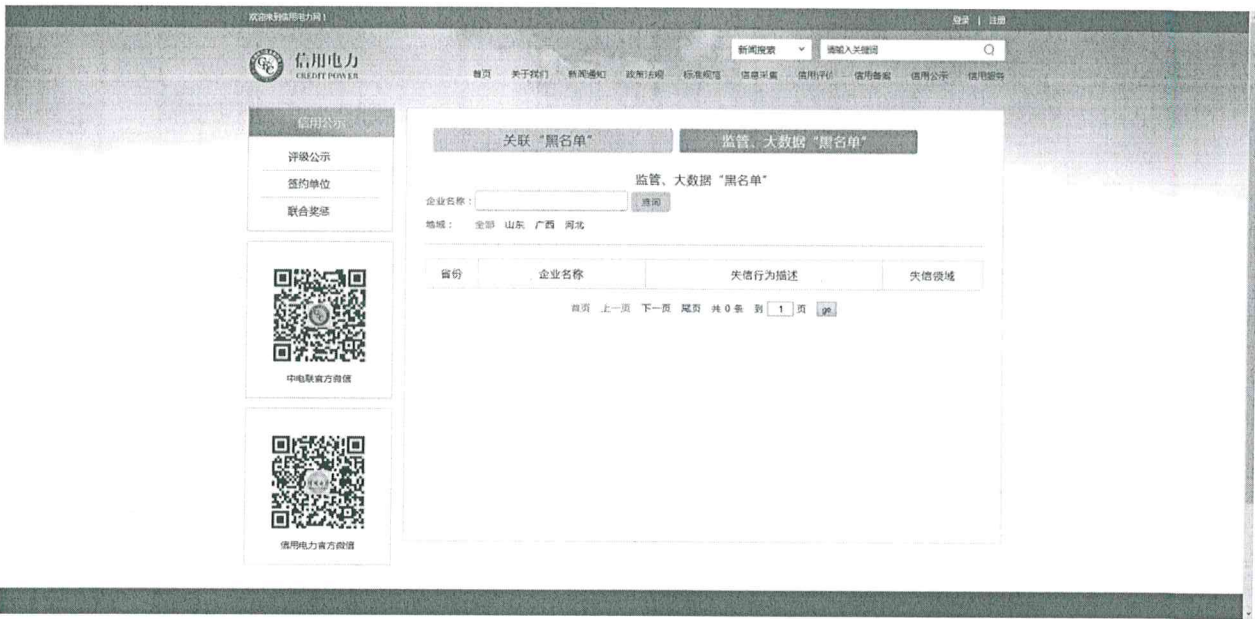 欢迎来到信用电力网！
登录 | 注册
信用电力
CREDIT POWER
新闻搜索
请输入关键词
首页 关于我们 新闻通知 政策法规 标准规范 信息采集 信用评价 信用备案 信用公示 信用服务
信用公示
评级公示
签约单位
联合奖惩
中电联官方微信
信用电力官方微信
关联“黑名单”
监管、大数据“黑名单”
监管、大数据“黑名单”
企业名称：
查询
地域： 全部 山东 广西 河北
省份 企业名称 失信行为描述 失信领域
首页 上一页 下一页 尾页 共 0 条 到 1 页 go